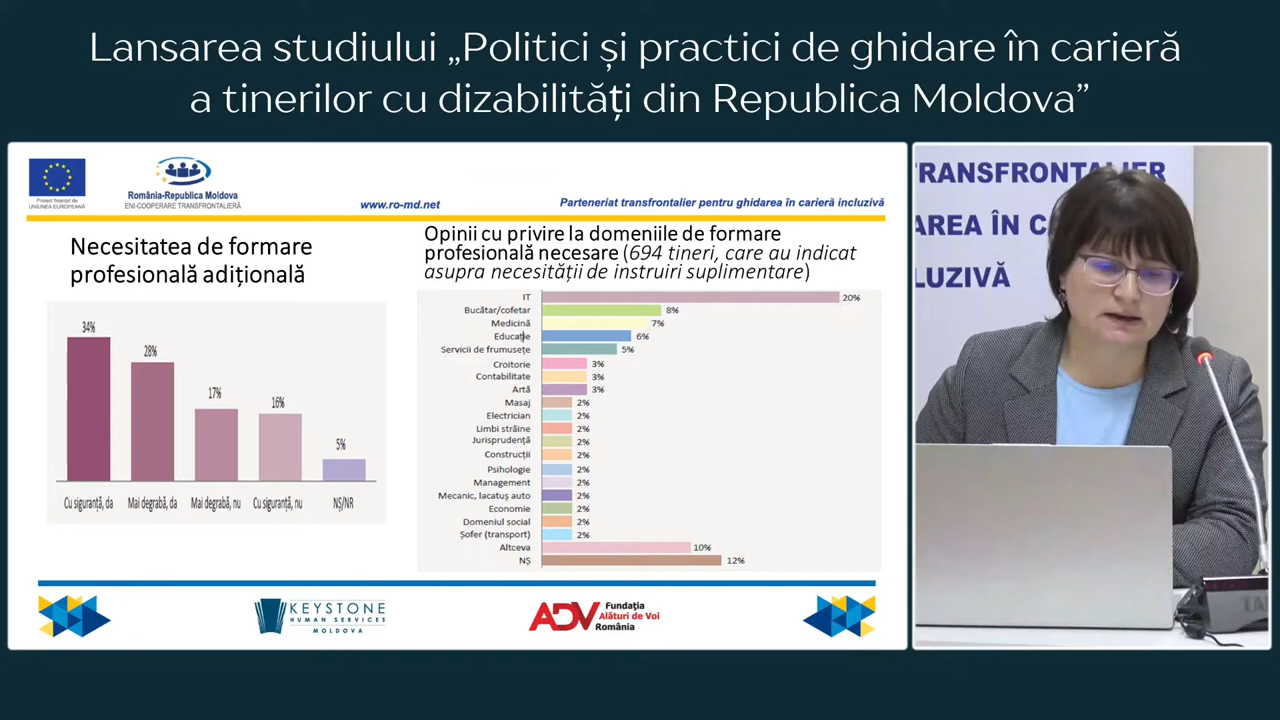 Lansarea studiului „Politici și practici de ghidare în carieră
a tinerilor cu dizabilități din Republica Moldova”
Proiect finanțat de
UNIUNEA EUROPEANĂ
România-Republica Moldova
ENI-COOPERARE TRANSFRONTALIERĂ
www.ro-md.net
Parteneriat transfrontalier pentru ghidarea în carieră incluzivă
Necesitatea de formare
profesională adițională
34%
28%
17%
16%
5%
Cu siguranță, da
Mai degrabă, da
Mai degrabă, nu
Cu siguranță, nu
NȘ/NR
Opinii cu privire la domeniile de formare
profesională necesare (694 tineri, care au indicat
asupra necesității de instruiri suplimentare)
IT 20%
Bucătar/cofetar 8%
Medicină 7%
Educație 6%
Servicii de frumusețe 5%
Croitorie 3%
Contabilitate 3%
Artă 3%
Masaj 2%
Electrician 2%
Limbi străine 2%
Jurisprudență 2%
Construcții 2%
Psihologie 2%
Management 2%
Mecanic, lacatuș auto 2%
Economie 2%
Domeniul social 2%
Șofer (transport) 2%
Altceva 10%
NȘ 12%
KEYSTONE
HUMAN SERVICES
MOLDOVA
ADV
Fundația
Alături de Voi
România
TRANSFRONTALIER
AREA ÎN CA
CLUZIVĂ